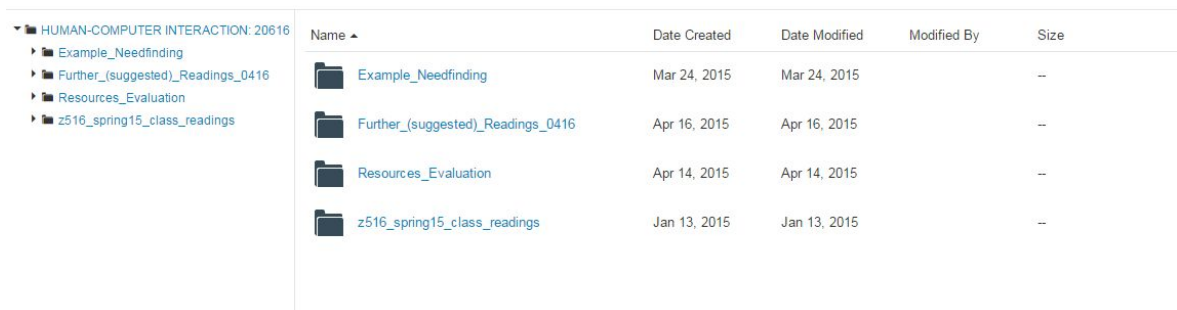 HUMAN-COMPUTER INTERACTION: 20616
Example_Needfinding
Further_(suggested)_Readings_0416
Resources_Evaluation
z516_spring15_class_readings
Name Date Created Date Modified Modified By Size
Example_Needfinding Mar 24, 2015 Mar 24, 2015 --
Further_(suggested)_Readings_0416 Apr 16, 2015 Apr 16, 2015 --
Resources_Evaluation Apr 14, 2015 Apr 14, 2015 --
z516_spring15_class_readings Jan 13, 2015 Jan 13, 2015 --